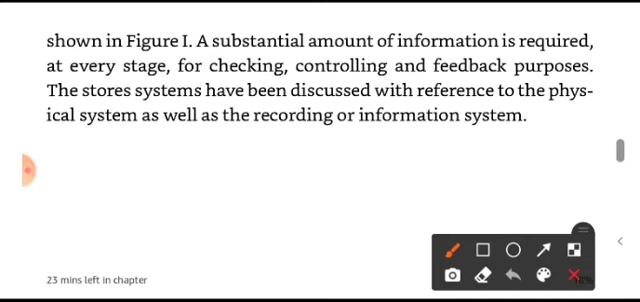 shown in Figure I. A substantial amount of information is required,
at every stage, for checking, controlling and feedback purposes.
The stores systems have been discussed with reference to the phys-
ical system as well as the recording or information system.
23 mins left in chapter